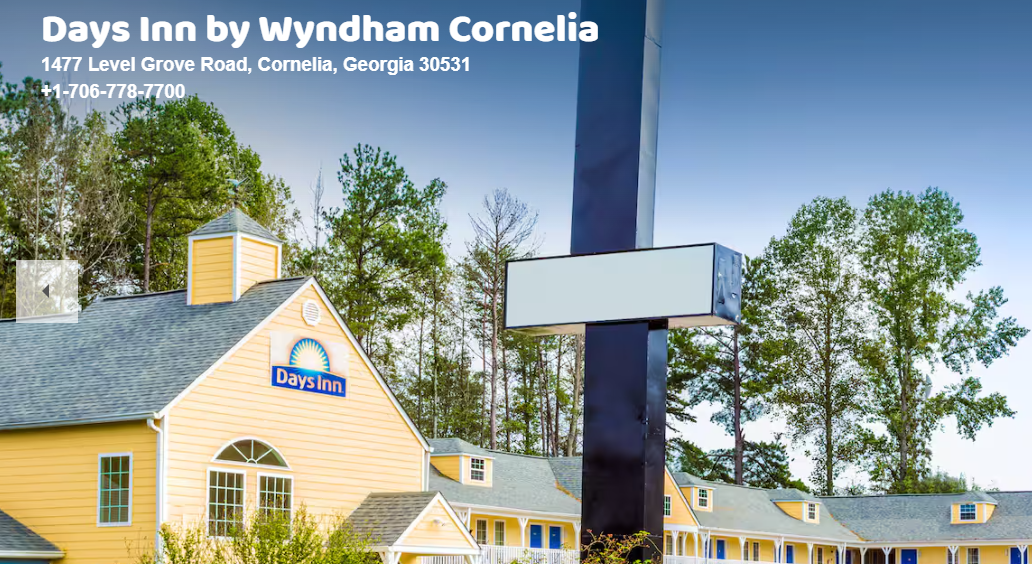 Days Inn by Wyndham Cornelia
1477 Level Grove Road, Cornelia, Georgia 30531
+1-706-778-7700
Days Inn